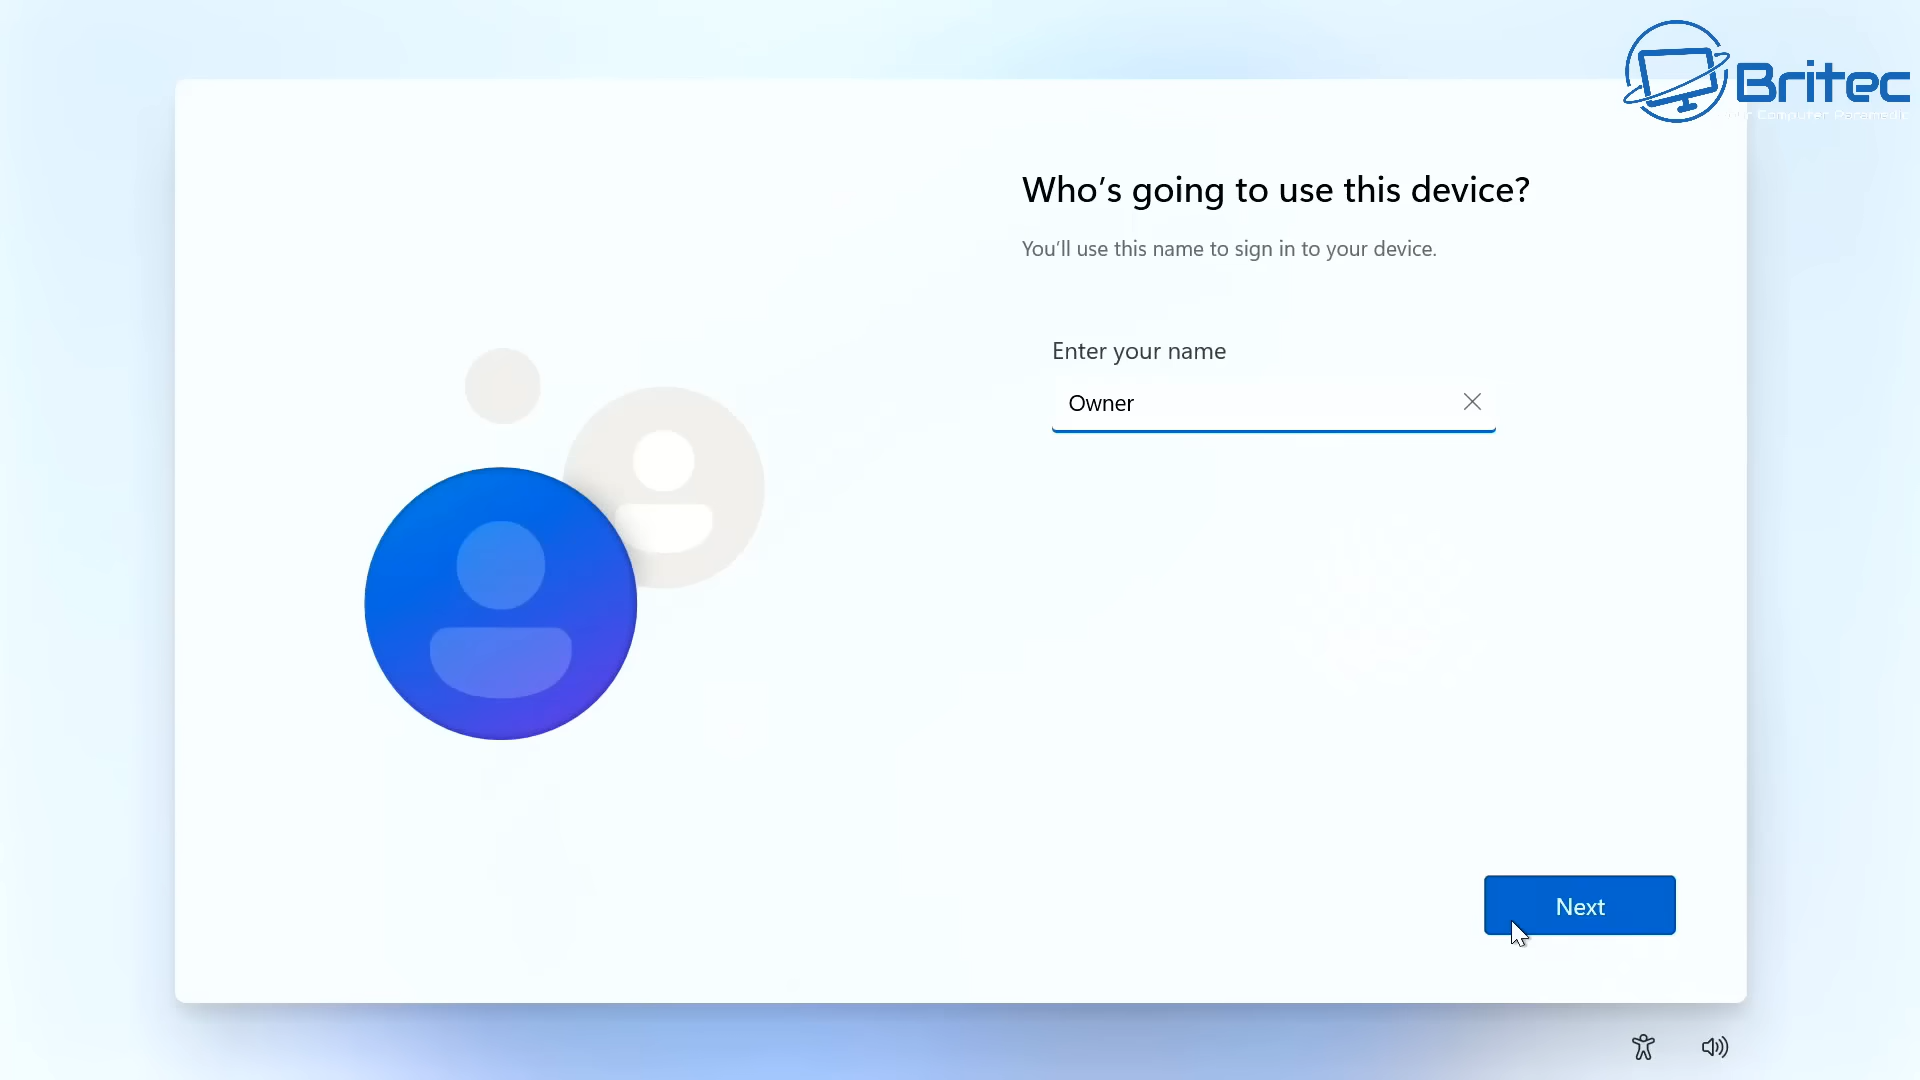 Britec
Who's going to use this device?
You'll use this name to sign in to your device.
Enter your name
Owner
Next